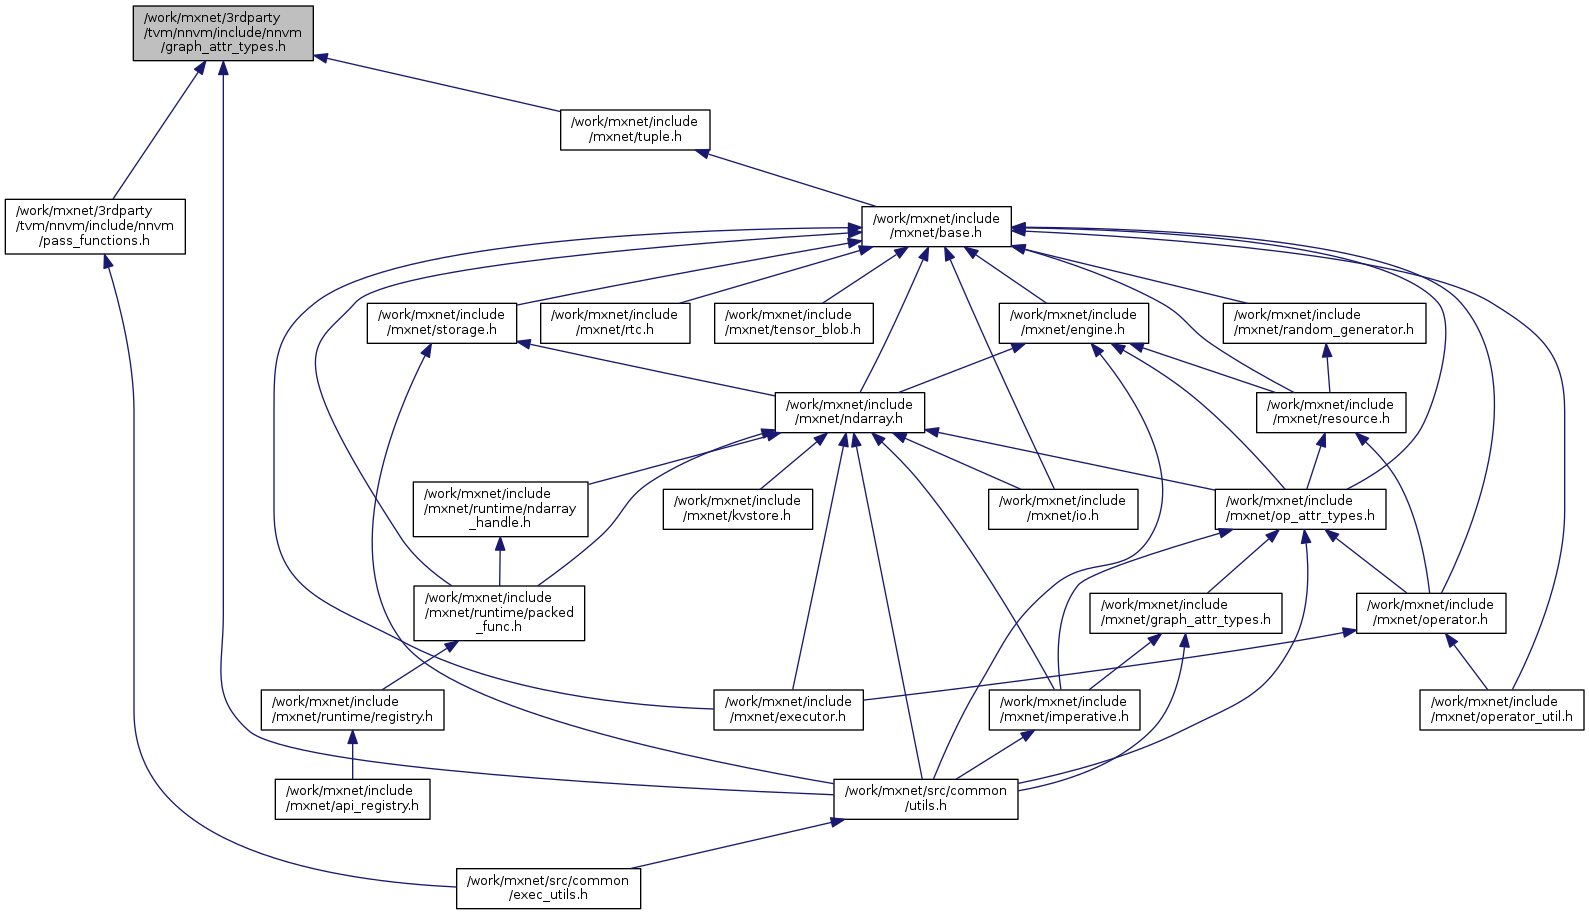 /work/mxnet/3rdparty
/tvm/nnvm/include/nnvm
/graph_attr_types.h
/work/mxnet/include
/mxnet/tuple.h
/work/mxnet/3rdparty
/tvm/nnvm/include/nnvm
/pass_functions.h
/work/mxnet/include
/mxnet/base.h
/work/mxnet/include
/mxnet/storage.h
/work/mxnet/include
/mxnet/rtc.h
/work/mxnet/include
/mxnet/tensor_blob.h
/work/mxnet/include
/mxnet/engine.h
/work/mxnet/include
/mxnet/random_generator.h
/work/mxnet/include
/mxnet/ndarray.h
/work/mxnet/include
/mxnet/resource.h
/work/mxnet/include
/mxnet/runtime/ndarray
_handle.h
/work/mxnet/include
/mxnet/kvstore.h
/work/mxnet/include
/mxnet/io.h
/work/mxnet/include
/mxnet/op_attr_types.h
/work/mxnet/include
/mxnet/runtime/packed
_func.h
/work/mxnet/include
/mxnet/graph_attr_types.h
/work/mxnet/include
/mxnet/operator.h
/work/mxnet/include
/mxnet/runtime/registry.h
/work/mxnet/include
/mxnet/executor.h
/work/mxnet/include
/mxnet/imperative.h
/work/mxnet/include
/mxnet/operator_util.h
/work/mxnet/include
/mxnet/api_registry.h
/work/mxnet/src/common
/utils.h
/work/mxnet/src/common
/exec_utils.h